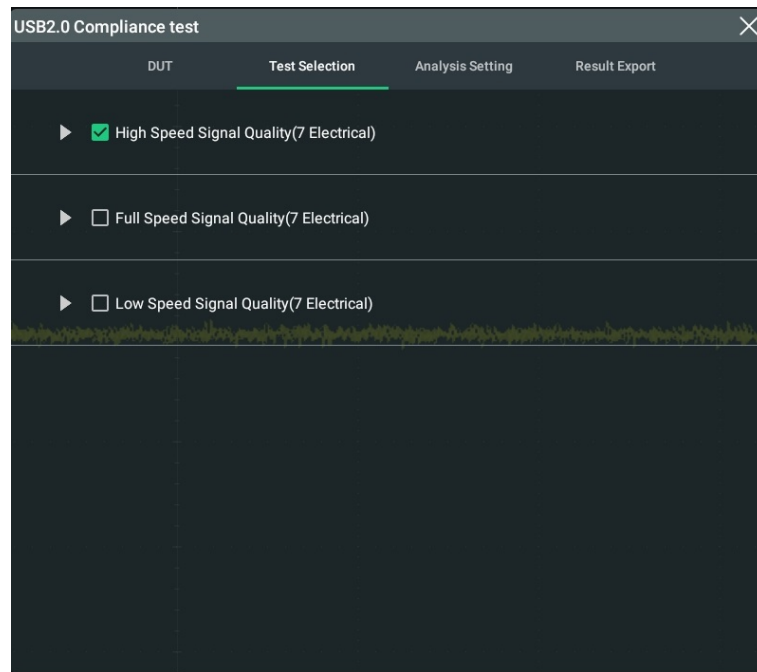 USB2.0 Compliance test
DUT Test Selection Analysis Setting Result Export
High Speed Signal Quality(7 Electrical)
Full Speed Signal Quality(7 Electrical)
Low Speed Signal Quality(7 Electrical)